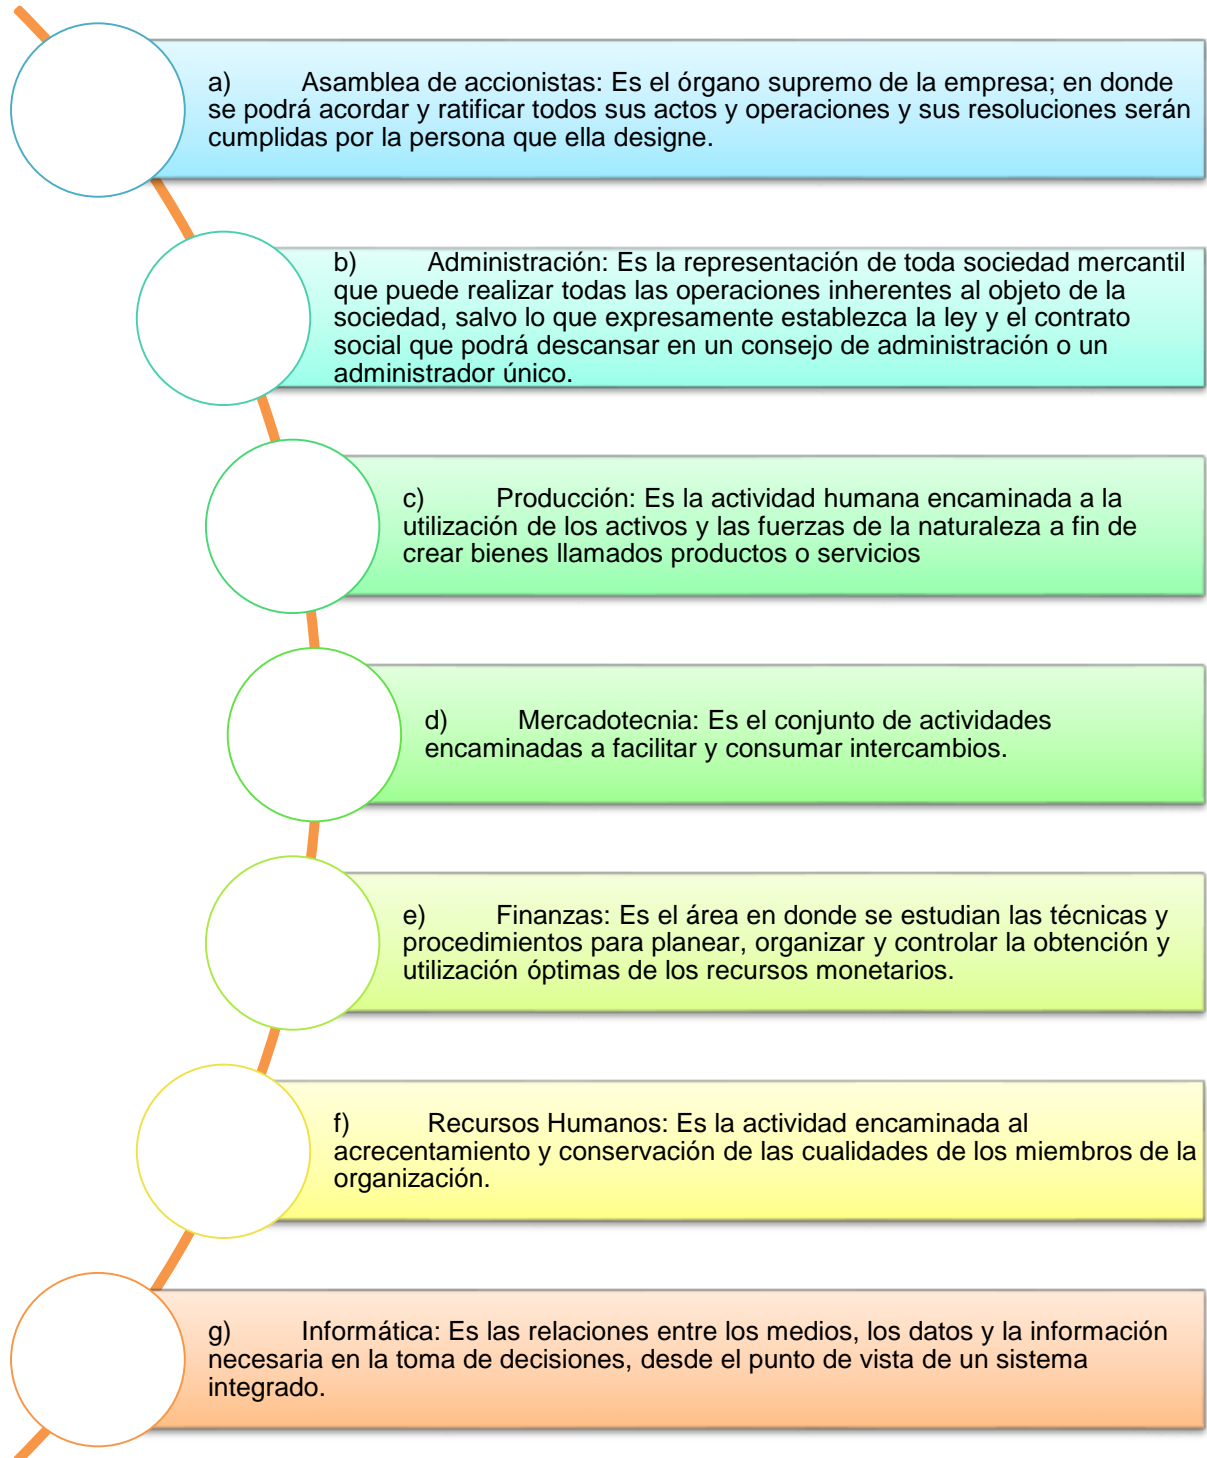 a) Asamblea de accionistas: Es el órgano supremo de la empresa; en donde
se podrá acordar y ratificar todos sus actos y operaciones y sus resoluciones serán
cumplidas por la persona que ella designe.
b) Administración: Es la representación de toda sociedad mercantil
que puede realizar todas las operaciones inherentes al objeto de la
sociedad, salvo lo que expresamente establezca la ley y el contrato
social que podrá descansar en un consejo de administración o un
administrador único.
c) Producción: Es la actividad humana encaminada a la
utilización de los activos y las fuerzas de la naturaleza a fin de
crear bienes llamados productos o servicios
d) Mercadotecnia: Es el conjunto de actividades
encaminadas a facilitar y consumar intercambios.
e) Finanzas: Es el área en donde se estudian las técnicas y
procedimientos para planear, organizar y controlar la obtención y
utilización óptimas de los recursos monetarios.
f) Recursos Humanos: Es la actividad encaminada al
acrecentamiento y conservación de las cualidades de los miembros de la
organización.
g) Informática: Es las relaciones entre los medios, los datos y la información
necesaria en la toma de decisiones, desde el punto de vista de un sistema
integrado.